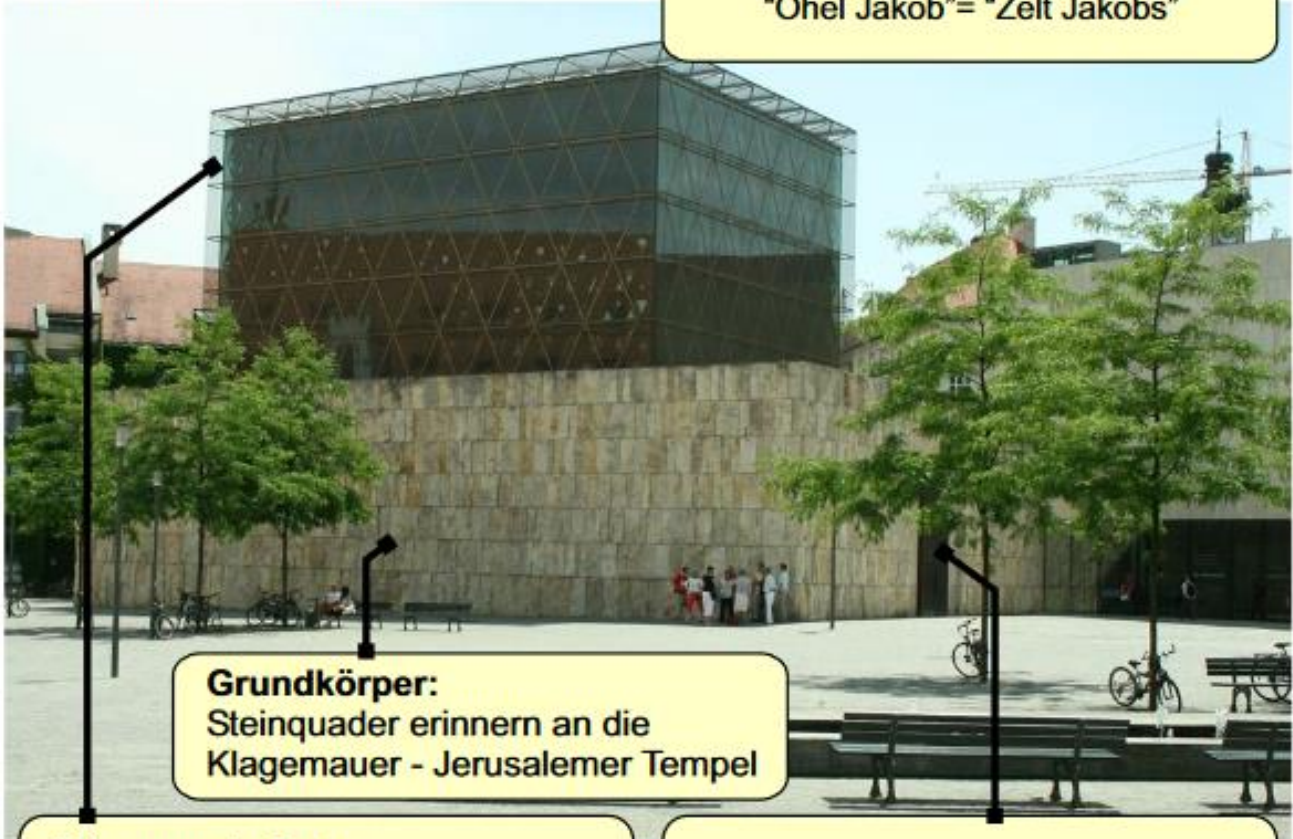 "Ohel Jakob"= "Zelt Jakobs"
Grundkörper:
Steinquader erinnern an die
Klagemauer - Jerusalemer Tempel